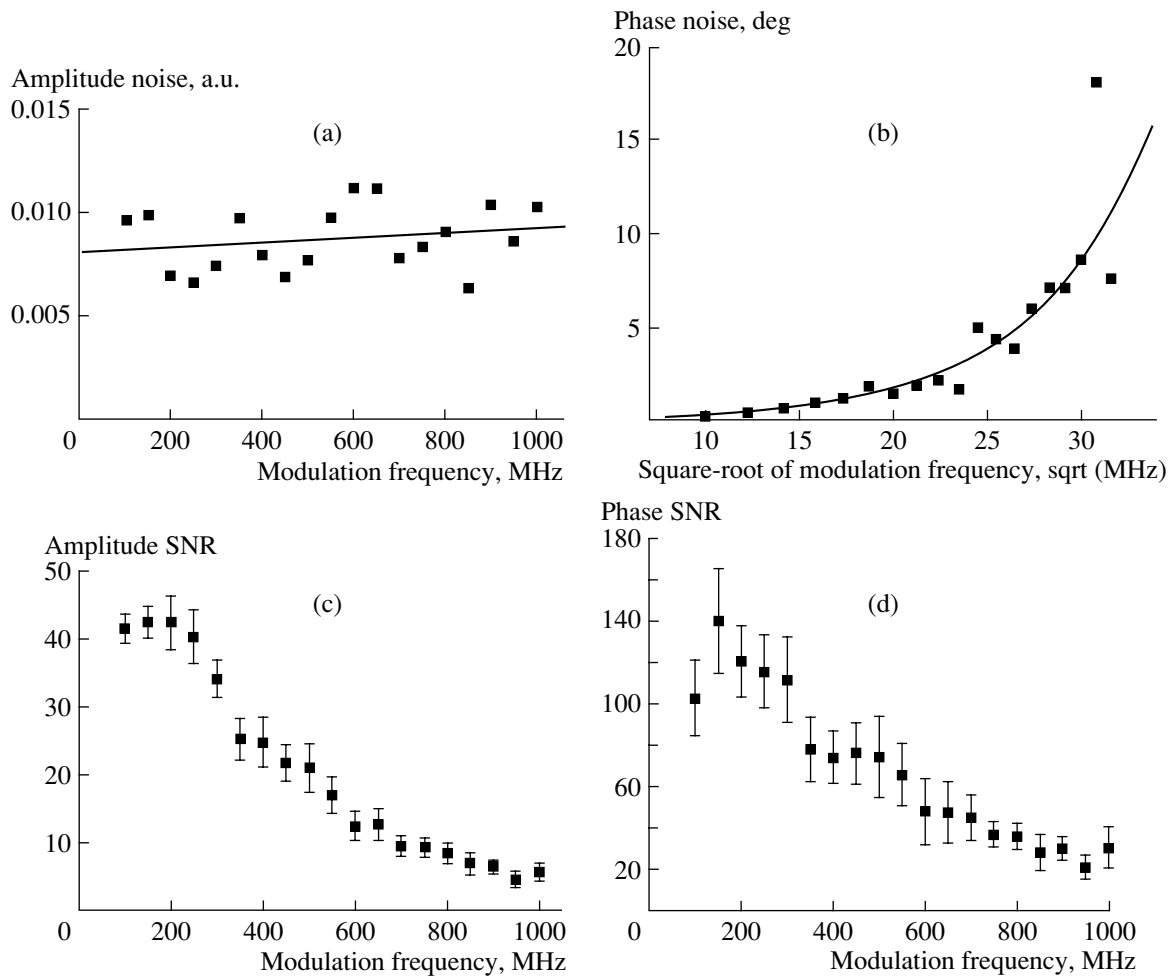 Amplitude noise, a.u.
0.015
(a)
0.010
0.005
0 200 400 600 800 1000
Modulation frequency, MHz
Phase noise, deg
20
(b)
15
10
5
10 15 20 25 30
Square-root of modulation frequency, sqrt (MHz)
Amplitude SNR
50
(c)
40
30
20
10
0 200 400 600 800 1000
Modulation frequency, MHz
Phase SNR
180
(d)
140
100
60
20
0 200 400 600 800 1000
Modulation frequency, MHz